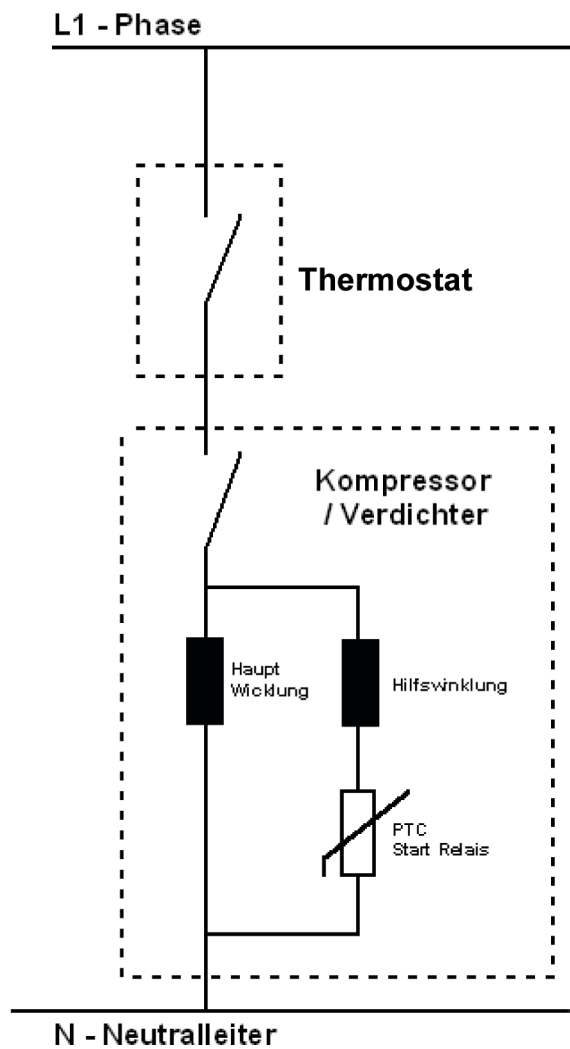 L1 - Phase
Thermostat
Kompressor
/ Verdichter
Haupt
Wicklung
Hilfswinklung
PTC
Start Relais
N - Neutralleiter